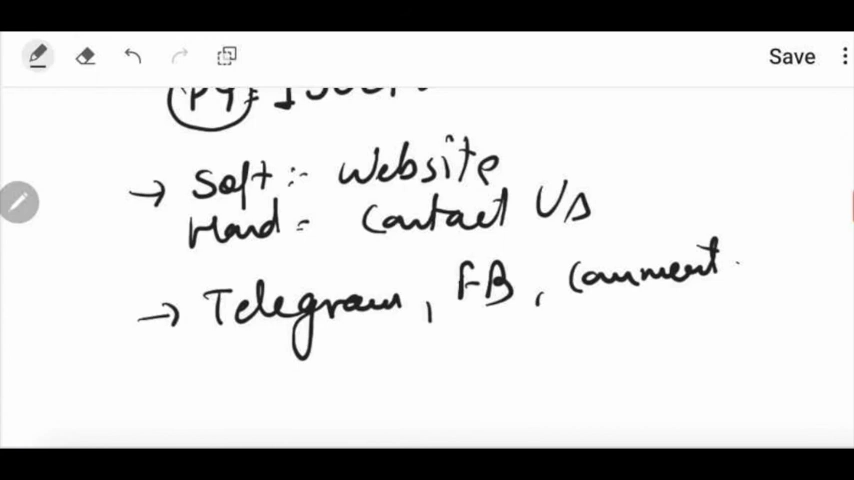 Save
→ Soft :- Website
Hard = Contact Us
→ Telegram, FB, Comment.